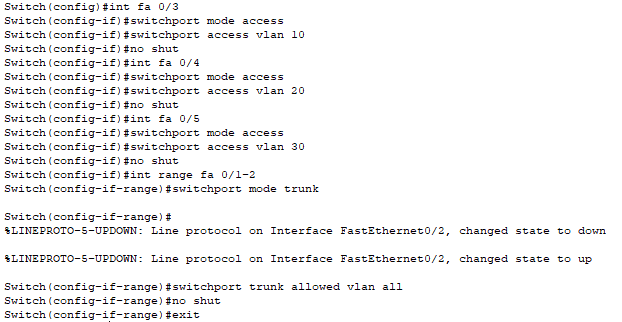 Switch(config)#int fa 0/3
Switch(config-if)#switchport mode access
Switch(config-if)#switchport access vlan 10
Switch(config-if)#no shut
Switch(config-if)#int fa 0/4
Switch(config-if)#switchport mode access
Switch(config-if)#switchport access vlan 20
Switch(config-if)#no shut
Switch(config-if)#int fa 0/5
Switch(config-if)#switchport mode access
Switch(config-if)#switchport access vlan 30
Switch(config-if)#no shut
Switch(config-if)#int range fa 0/1-2
Switch(config-if-range)#switchport mode trunk
Switch(config-if-range)#
%LINEPROTO-5-UPDOWN: Line protocol on Interface FastEthernet0/2, changed state to down
%LINEPROTO-5-UPDOWN: Line protocol on Interface FastEthernet0/2, changed state to up
Switch(config-if-range)#switchport trunk allowed vlan all
Switch(config-if-range)#no shut
Switch(config-if-range)#exit